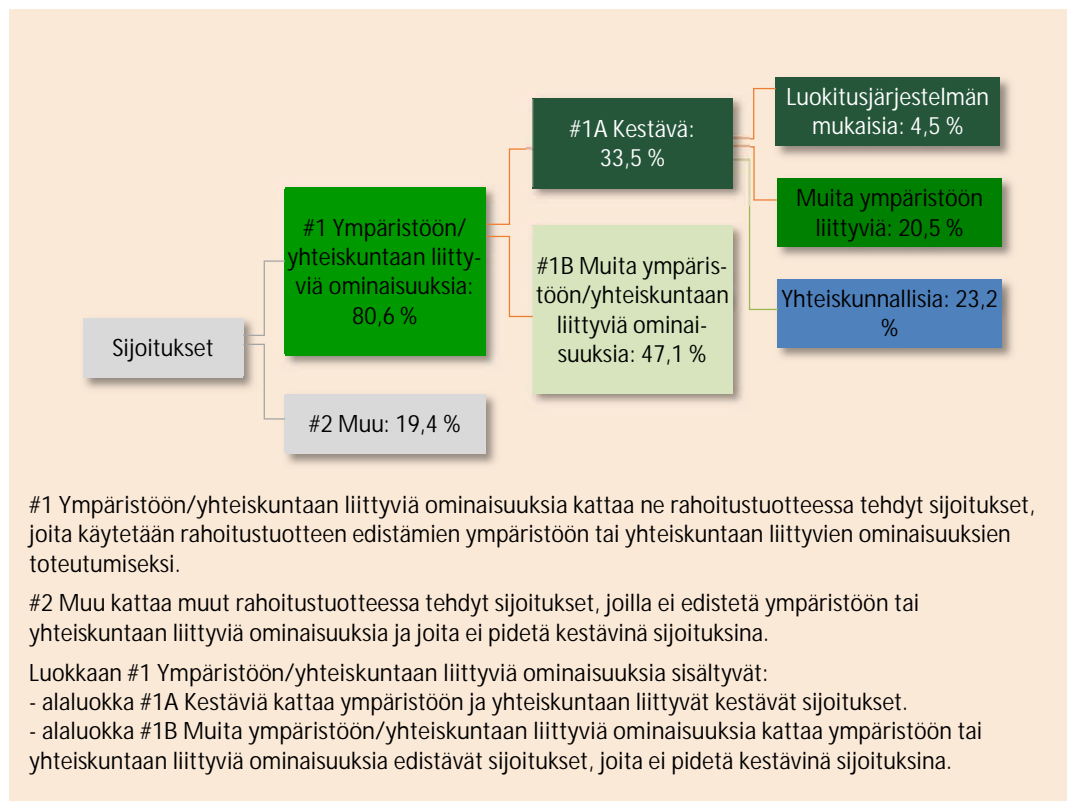 Sijoitukset
#1 Ympäristöön/
yhteiskuntaan liitty-
viä ominaisuuksia:
80,6 %
#2 Muu: 19,4 %
#1A Kestävä:
33,5 %
#1B Muita ympäris-
töön/yhteiskuntaan
liittyviä ominai-
suuksia: 47,1 %
Luokitusjärjestelmän
mukaisia: 4,5 %
Muita ympäristöön
liittyviä: 20,5 %
Yhteiskunnallisia: 23,2
%
#1 Ympäristöön/yhteiskuntaan liittyviä ominaisuuksia kattaa ne rahoitustuotteessa tehdyt sijoitukset,
joita käytetään rahoitustuotteen edistämien ympäristöön tai yhteiskuntaan liittyvien ominaisuuksien
toteutumiseksi.
#2 Muu kattaa muut rahoitustuotteessa tehdyt sijoitukset, joilla ei edistetä ympäristöön tai
yhteiskuntaan liittyviä ominaisuuksia ja joita ei pidetä kestävinä sijoituksina.
Luokkaan #1 Ympäristöön/yhteiskuntaan liittyviä ominaisuuksia sisältyvät:
- alaluokka #1A Kestäviä kattaa ympäristöön ja yhteiskuntaan liittyvät kestävät sijoitukset.
- alaluokka #1B Muita ympäristöön/yhteiskuntaan liittyviä ominaisuuksia kattaa ympäristöön tai
yhteiskuntaan liittyviä ominaisuuksia edistävät sijoitukset, joita ei pidetä kestävinä sijoituksina.